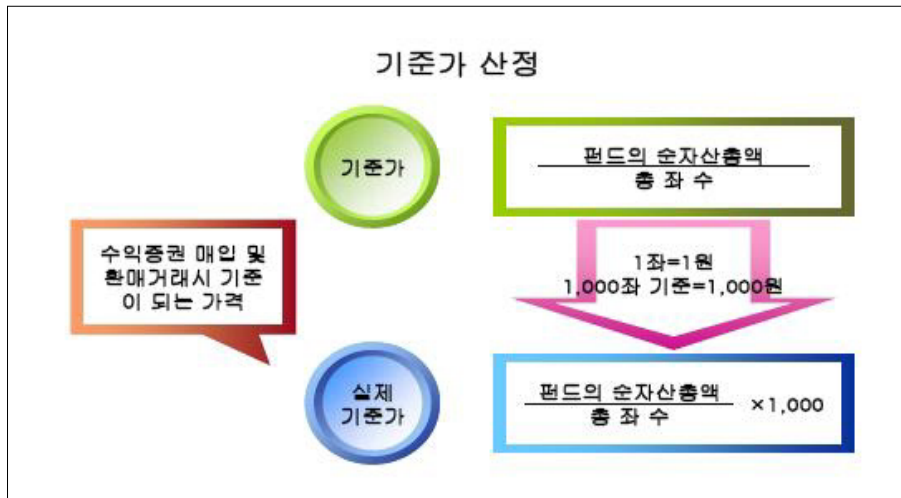 기준가 산정
기준가
펀드의 순자산총액
총 좌 수
수익증권 매입 및
환매거래시 기준
이 되는 가격
1좌=1원
1,000좌 기준=1,000원
실제
기준가
펀드의 순자산총액
총 좌 수
×1,000